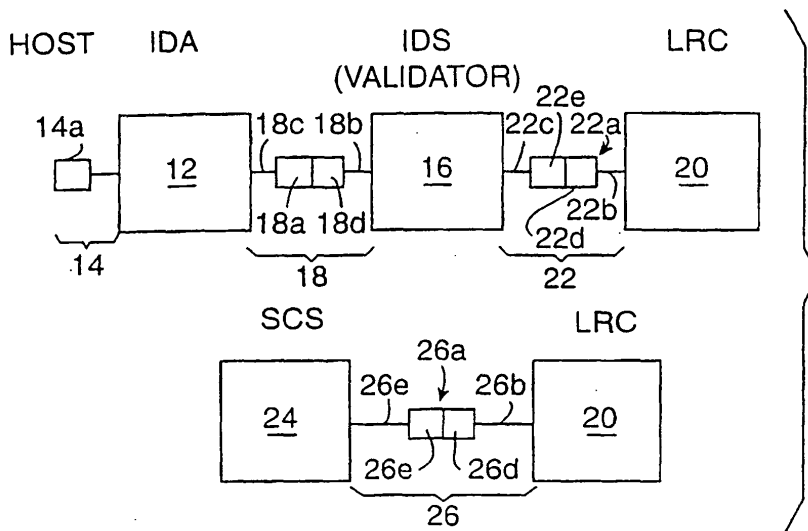 HOST IDA IDS LRC
(VALIDATOR)
14a 18c 18b 22e
22c 22a
12 16 20
18a 18d 22b
22d
14 18 22
SCS LRC
26a
26e 26b
24 20
26e 26d
26